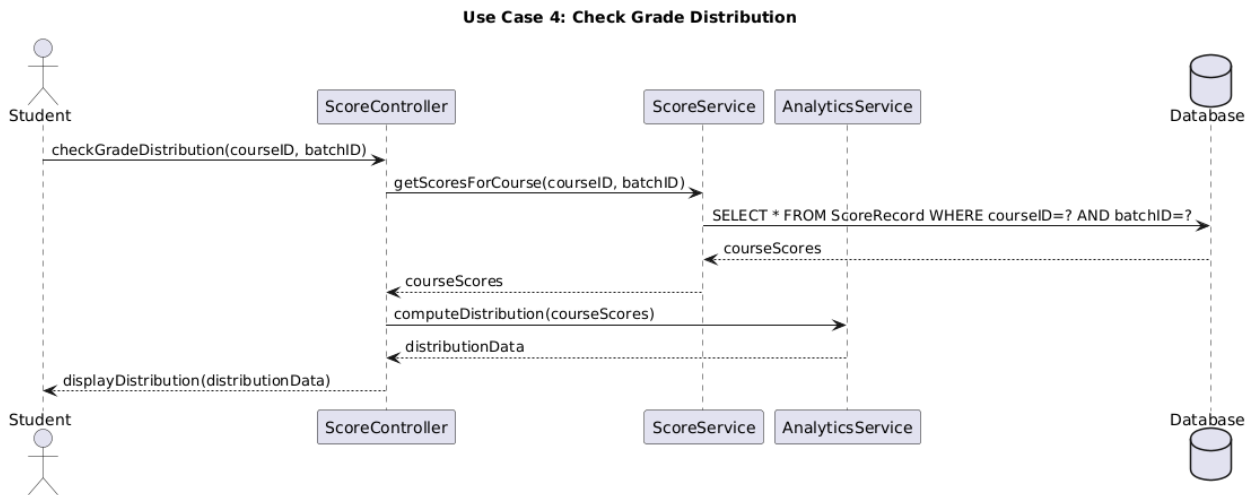 Use Case 4: Check Grade Distribution
Student
ScoreController
ScoreService
AnalyticsService
Database
checkGradeDistribution(courseID, batchID)
getScoresForCourse(courseID, batchID)
SELECT * FROM ScoreRecord WHERE courseID=? AND batchID=?
courseScores
courseScores
computeDistribution(courseScores)
distributionData
displayDistribution(distributionData)
Student
ScoreController
ScoreService
AnalyticsService
Database